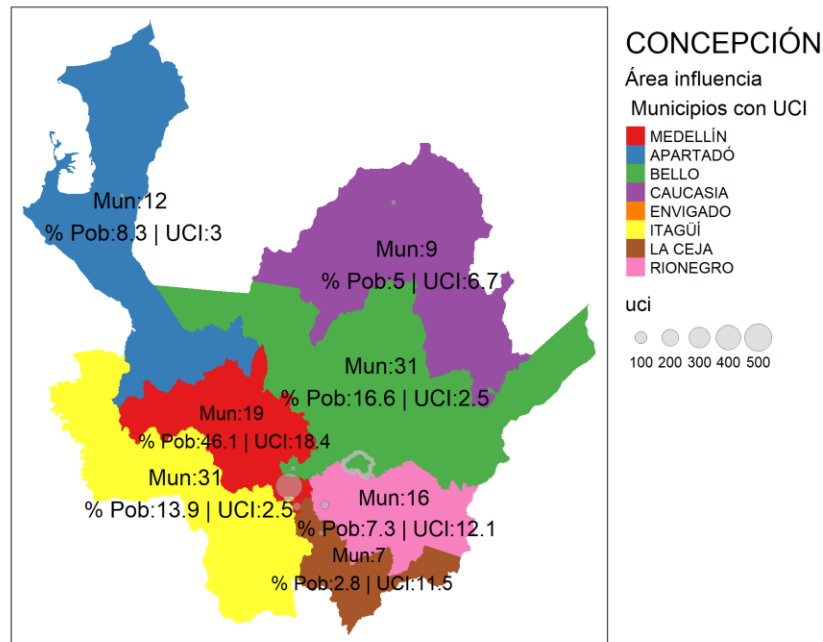 CONCEPCIÓN
Área influencia
Municipios con UCI
MEDELLÍN
APARTADÓ
BELLO
CAUCASIA
ENVIGADO
ITAGÜÍ
LA CEJA
RIONEGRO
uci
100 200 300 400 500
Mun:12
% Pob:8.3 | UCI:3
Mun:9
% Pob:5 | UCI:6.7
Mun:31
% Pob:16.6 | UCI:2.5
Mun:19
% Pob:46.1 | UCI:18.4
Mun:31
% Pob:13.9 | UCI:2.5
Mun:16
% Pob:7.3 | UCI:12.1
Mun:7
% Pob:2.8 | UCI:11.5